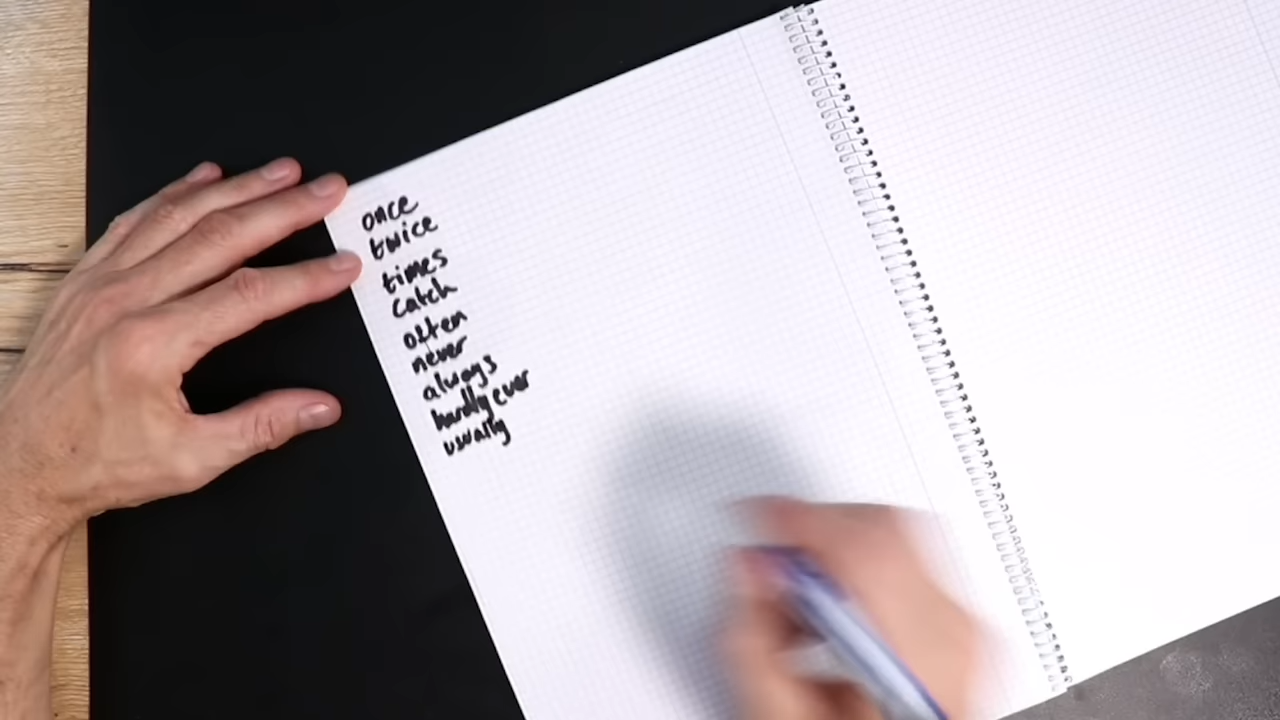 once
twice
times
catch
often
never
always
hardly ever
usually